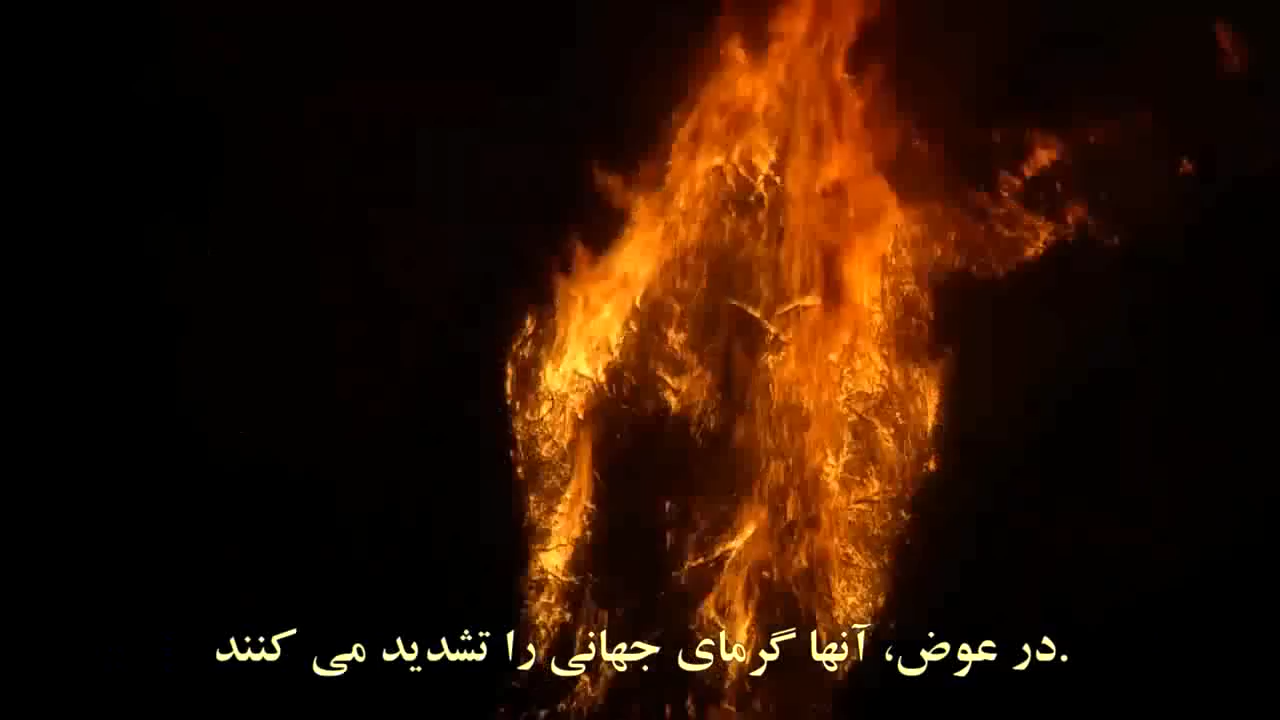 در عوض، آنها گرمای جهانی را تشدید می کنند.